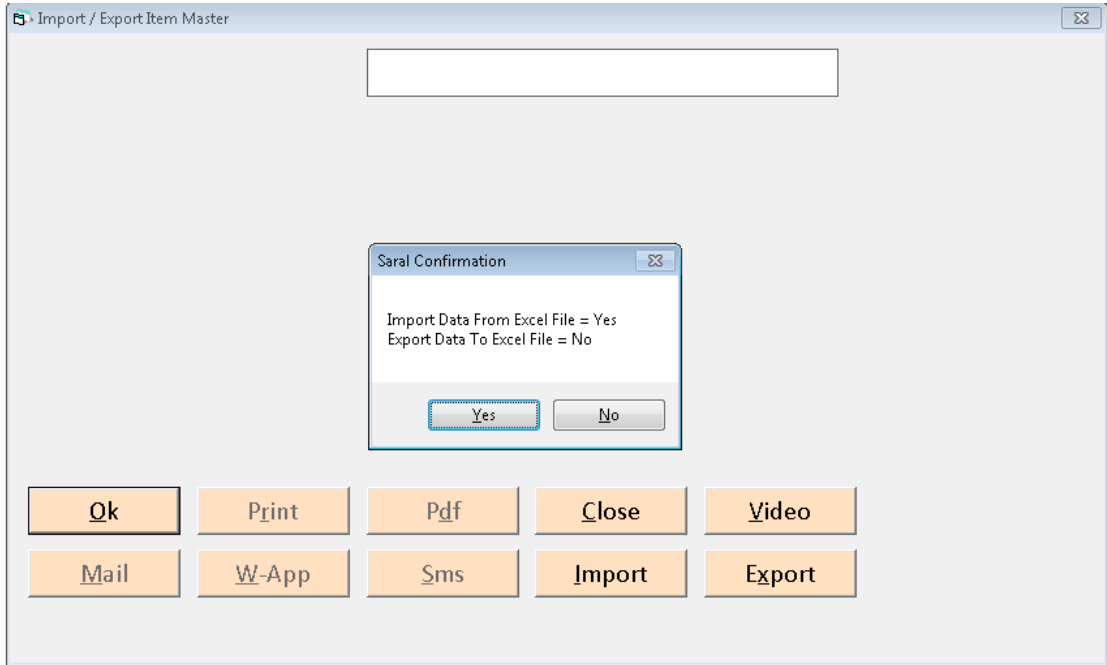 Import / Export Item Master
Saral Confirmation
Import Data From Excel File = Yes
Export Data To Excel File = No
Yes No
Ok Print Pdf Close Video
Mail W-App Sms Import Export